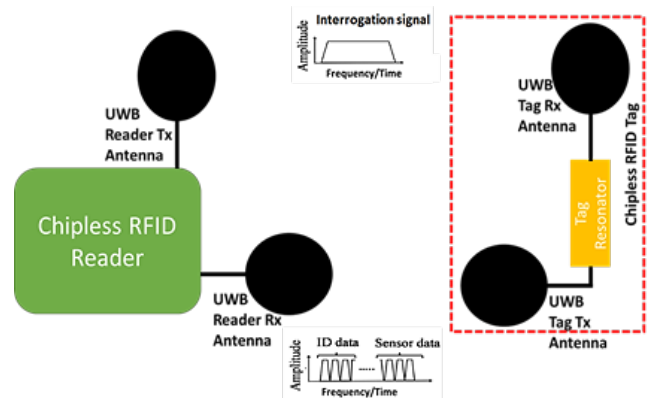 Interrogation signal
Amplitude
Frequency/Time
UWB
Reader Tx
Antenna
UWB
Tag Rx
Antenna
Chipless RFID Tag
Tag
Resonator
Chipless RFID
Reader
UWB
Reader Rx
Antenna
UWB
Tag Tx
Antenna
ID data
Sensor data
Amplitude
Frequency/Time